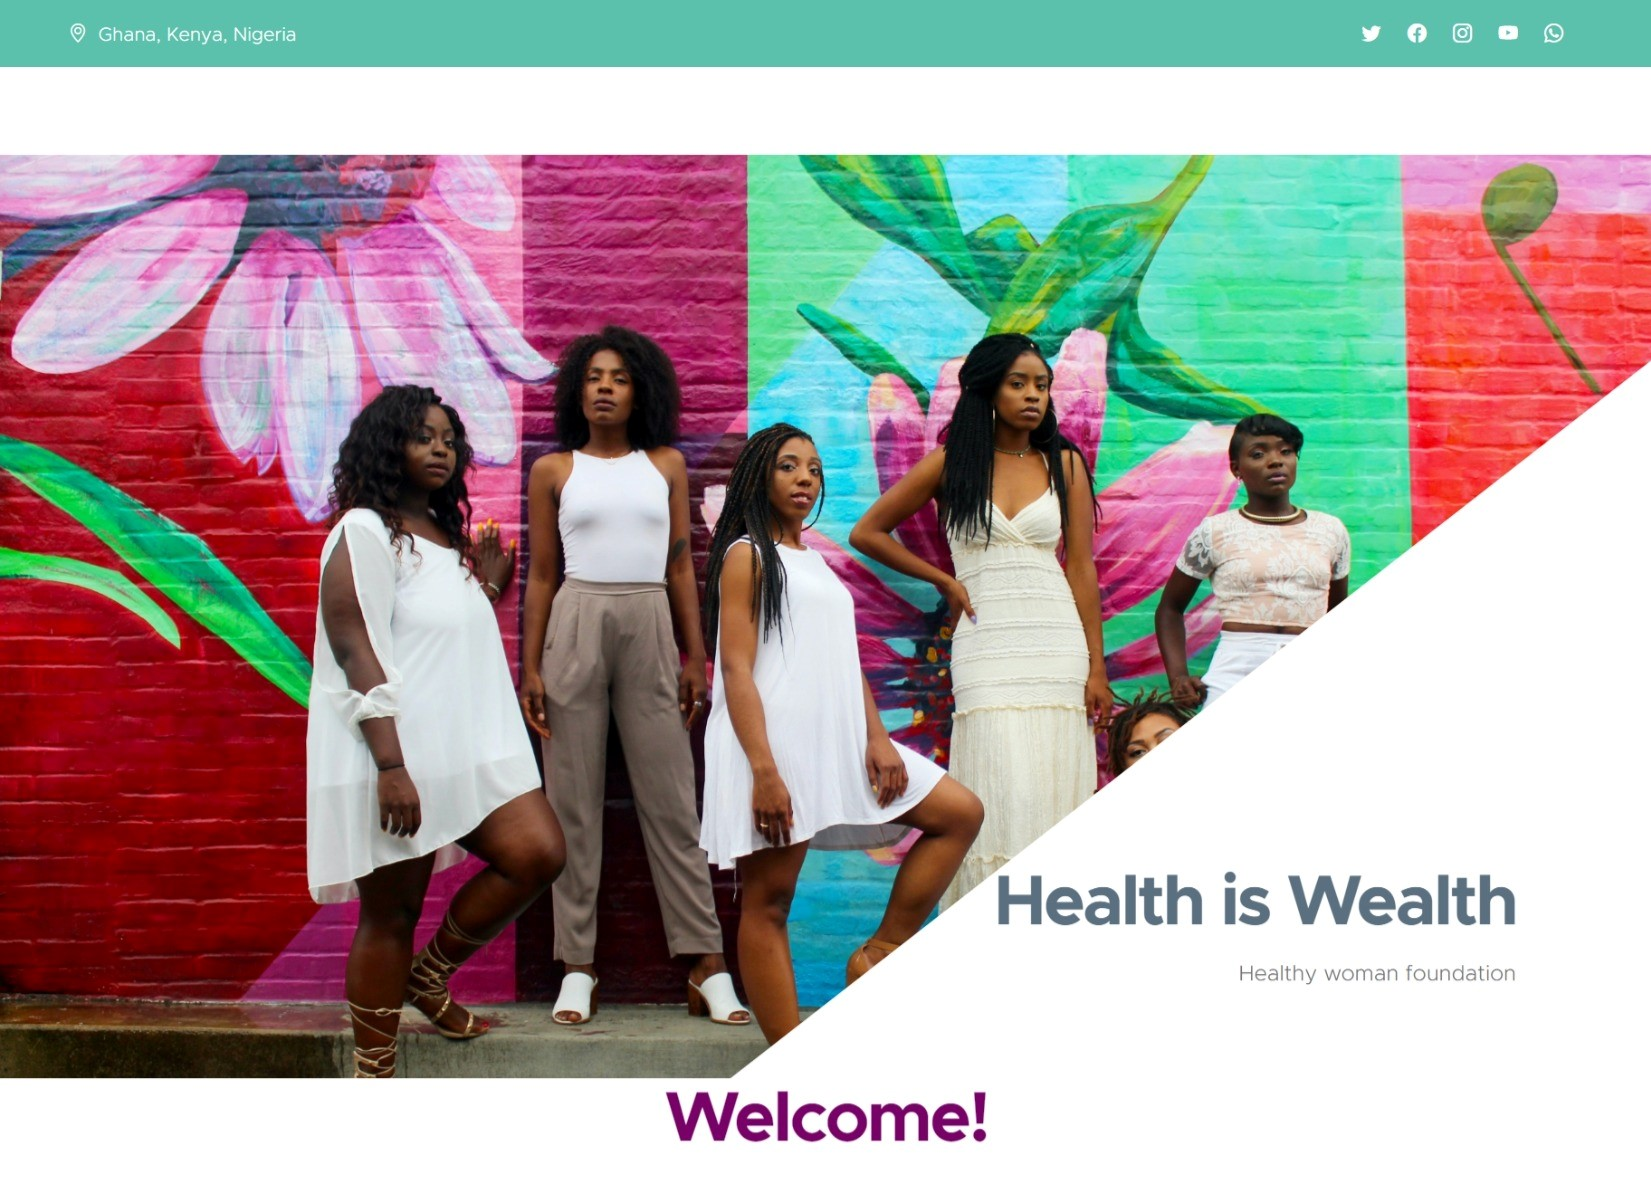 Ghana, Kenya, Nigeria
Health is Wealth
Healthy woman foundation
Welcome!